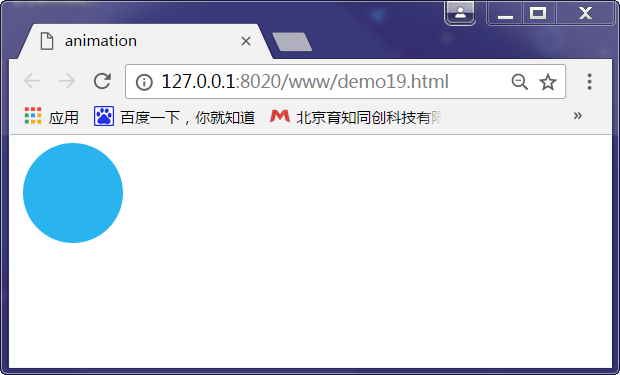 animation
127.0.0.1:8020/www/demo19.html
应用 百度一下，你就知道 北京育知同创科技有